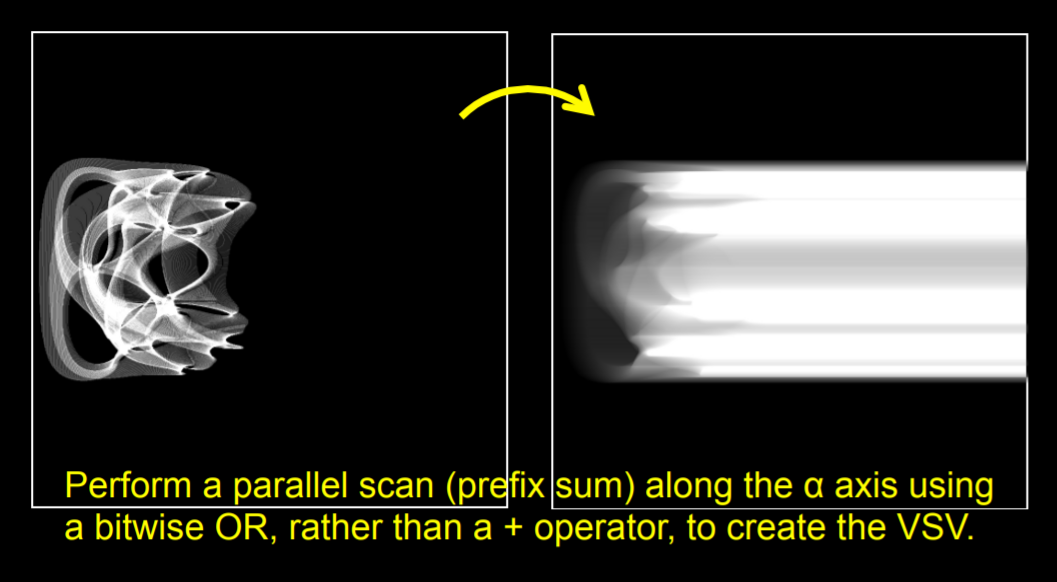 Perform a parallel scan (prefix sum) along the α axis using
a bitwise OR, rather than a + operator, to create the VSV.